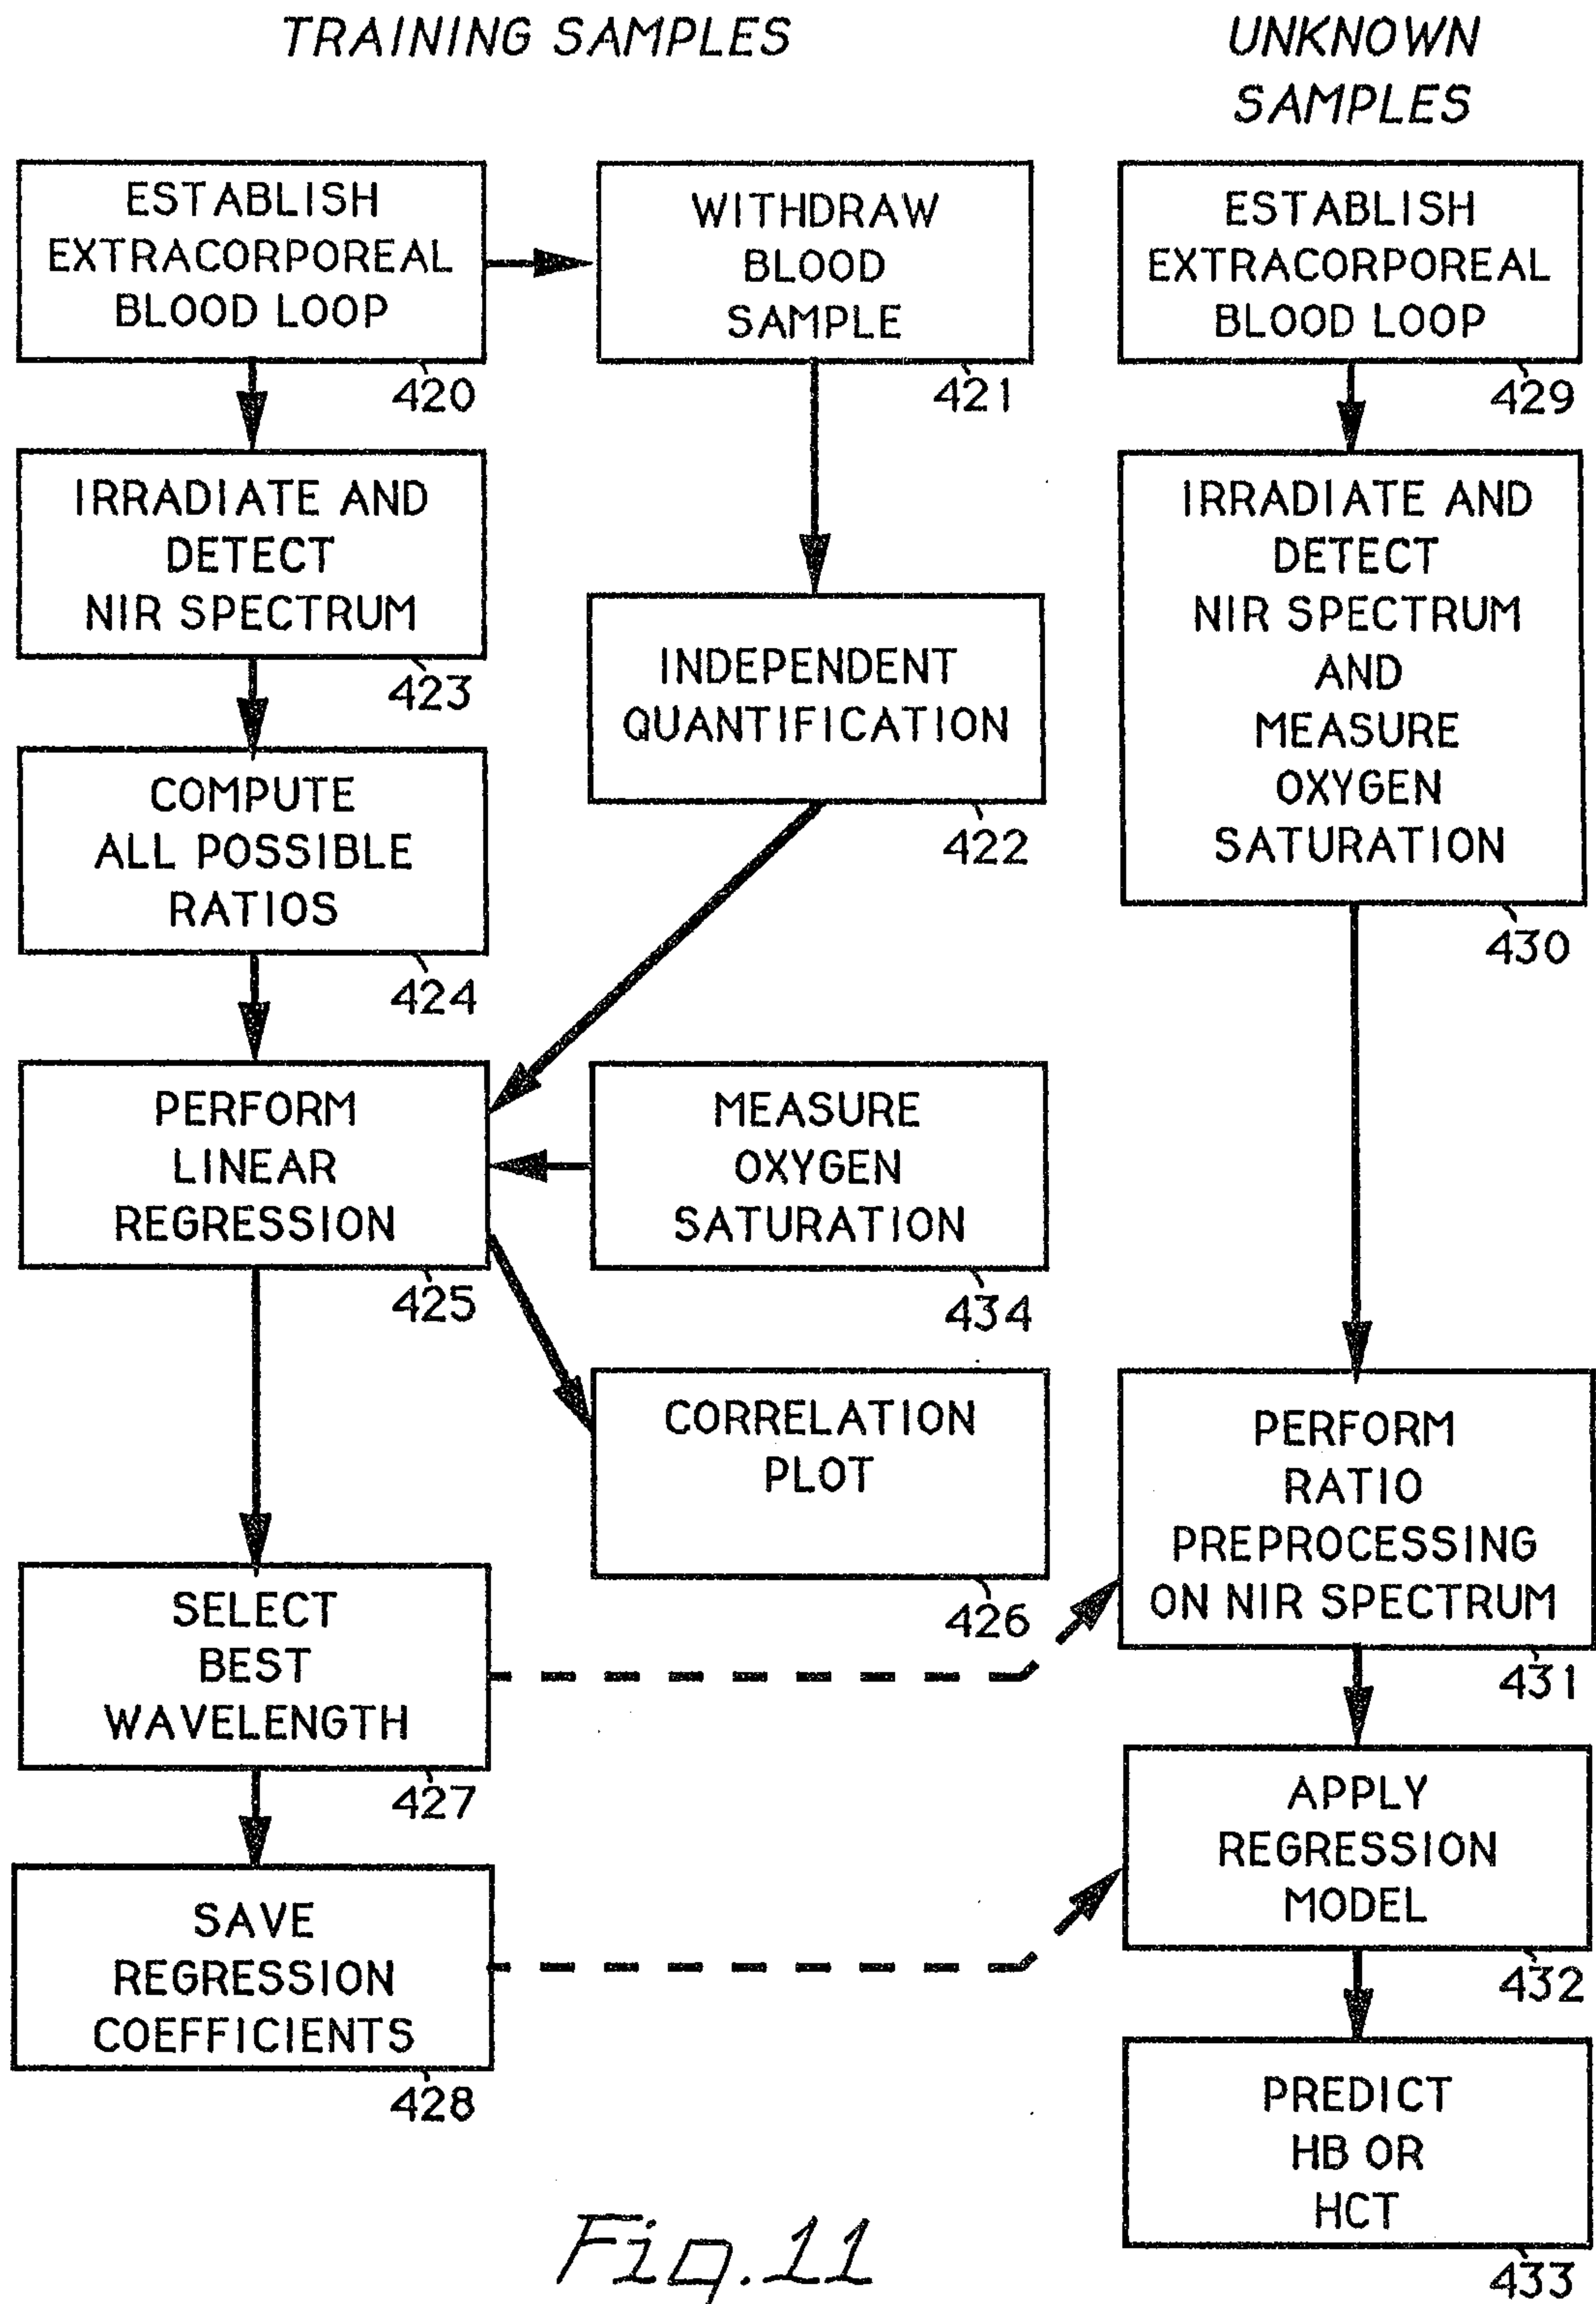 TRAINING SAMPLES
UNKNOWN
SAMPLES
ESTABLISH
EXTRACORPOREAL
BLOOD LOOP
420
WITHDRAW
BLOOD
SAMPLE
421
IRRADIATE AND
DETECT
NIR SPECTRUM
423
INDEPENDENT
QUANTIFICATION
422
COMPUTE
ALL POSSIBLE
RATIOS
424
PERFORM
LINEAR
REGRESSION
425
MEASURE
OXYGEN
SATURATION
434
CORRELATION
PLOT
426
SELECT
BEST
WAVELENGTH
427
SAVE
REGRESSION
COEFFICIENTS
428
ESTABLISH
EXTRACORPOREAL
BLOOD LOOP
429
IRRADIATE AND
DETECT
NIR SPECTRUM
AND
MEASURE
OXYGEN
SATURATION
430
PERFORM
RATIO
PREPROCESSING
ON NIR SPECTRUM
431
APPLY
REGRESSION
MODEL
432
PREDICT
HB OR
HCT
433
Fig.11